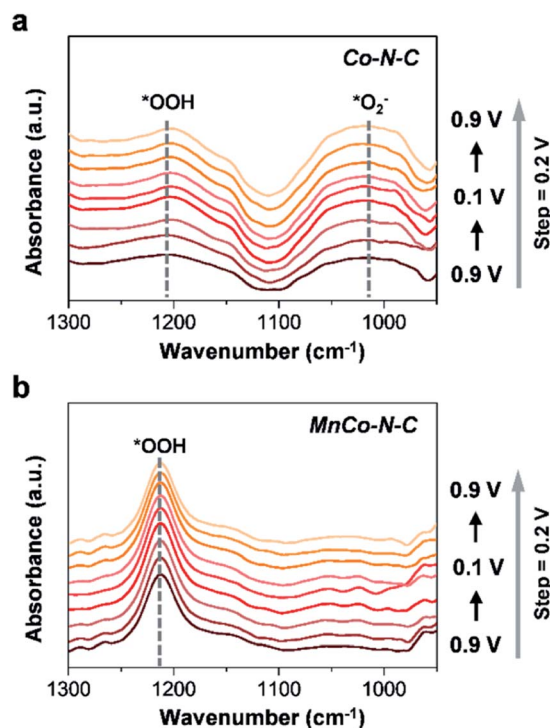 a
Co-N-C
*OOH
*O₂⁻
0.9 V
0.1 V
0.9 V
Step = 0.2 V
Absorbance (a.u.)
1300 1200 1100 1000
Wavenumber (cm⁻¹)
b
MnCo-N-C
*OOH
0.9 V
0.1 V
0.9 V
Step = 0.2 V
Absorbance (a.u.)
1300 1200 1100 1000
Wavenumber (cm⁻¹)